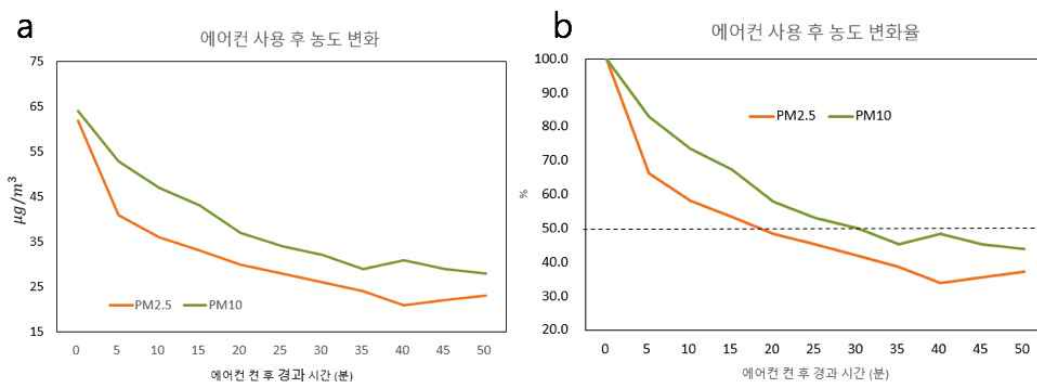 a
에어컨 사용 후 농도 변화
75
65
55
45
35
25
15
μg/m³
PM2.5 PM10
0 5 10 15 20 25 30 35 40 45 50
에어컨 켠 후 경과 시간 (분)
b
에어컨 사용 후 농도 변화율
100.0
90.0
80.0
70.0
60.0
50.0
40.0
30.0
20.0
%
PM2.5 PM10
0 5 10 15 20 25 30 35 40 45 50
에어컨 켠 후 경과 시간 (분)